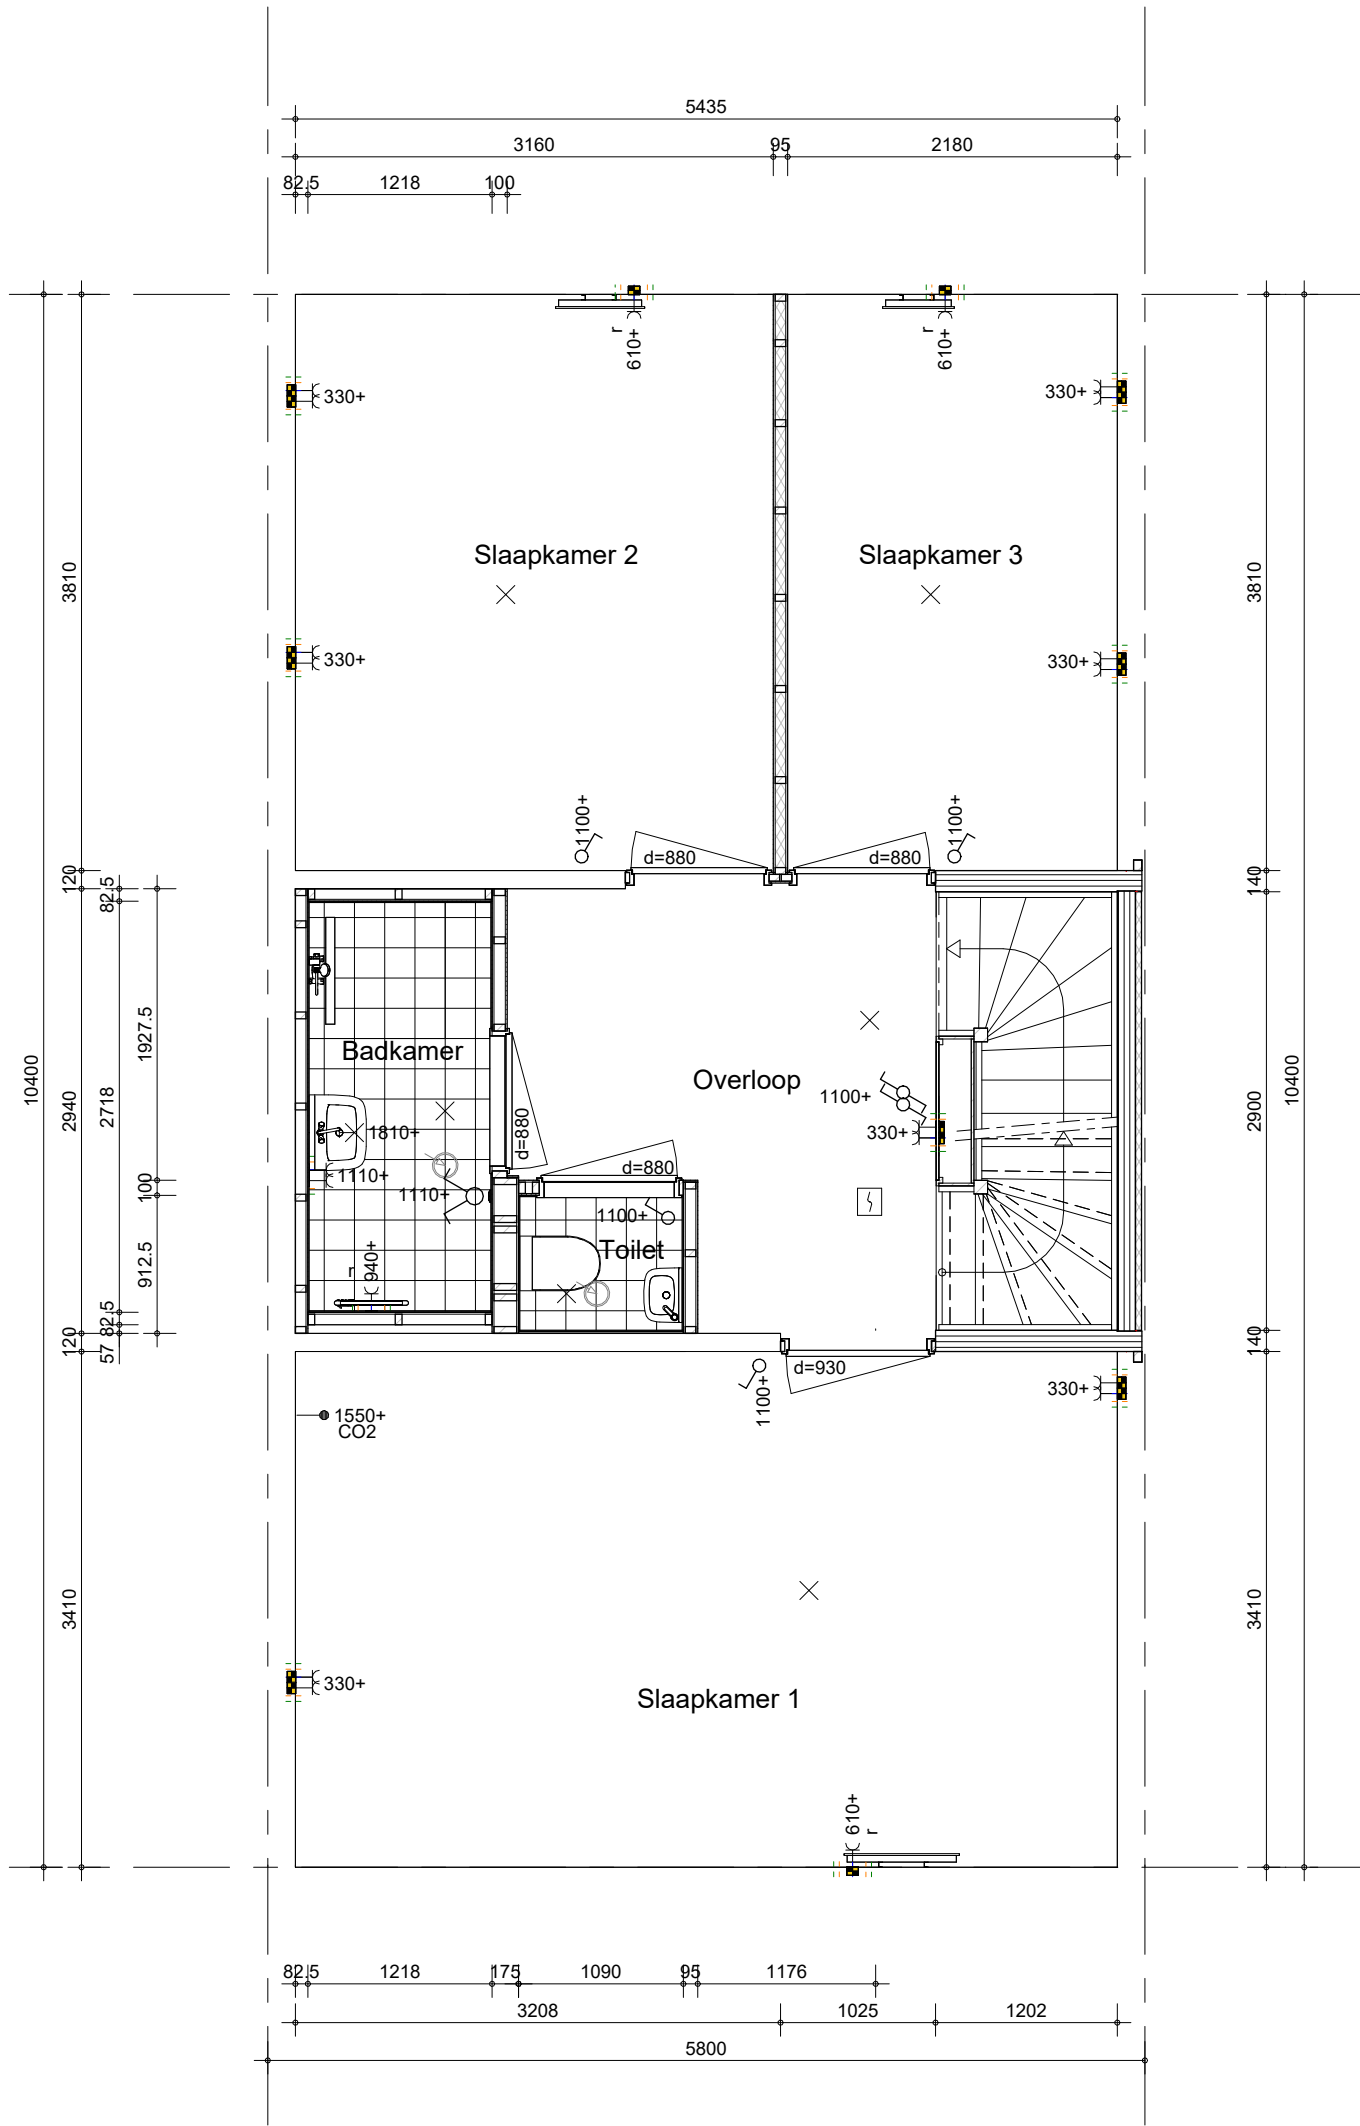 5435
3160 95 2180
82.5 1218 100
r
610+
r
610+
330+
330+
Slaapkamer 2
Slaapkamer 3
3810
3810
330+
330+
1100+
1100+
d=880
d=880
120
82.5
140
1927.5
Badkamer
Overloop
10400
2940
2718
2900
10400
1100+
330+
1810+
d=880
1110+
1110+
d=880
100
1100+
Toilet
912.5
r
940+
82.5
120
57
140
d=930
1100+
330+
1550+
CO2
3410
3410
330+
Slaapkamer 1
610+
r
82.5 1218 175 1090 95 1176
3208 1025 1202
5800